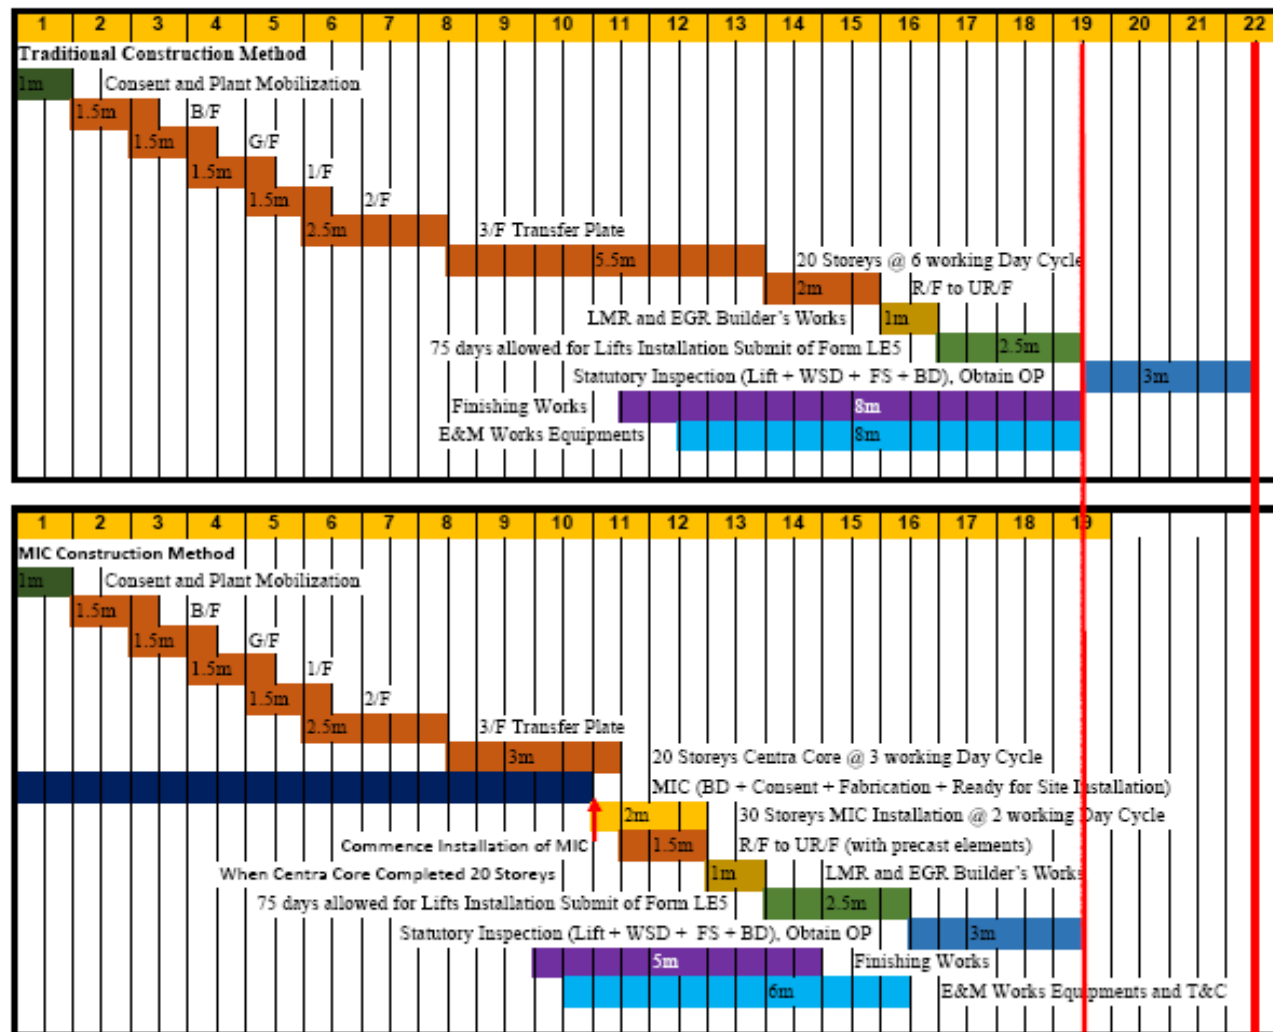 1 2 3 4 5 6 7 8 9 10 11 12 13 14 15 16 17 18 19 20 21 22
Traditional Construction Method
1m Consent and Plant Mobilization
1.5m B/F
1.5m G/F
1.5m 1/F
1.5m 2/F
2.5m 3/F Transfer Plate
5.5m 20 Storeys @ 6 working Day Cycle
2m R/F to UR/F
LMR and EGR Builder's Works 1m
75 days allowed for Lifts Installation Submit of Form LE5 2.5m
Statutory Inspection (Lift + WSD + FS + BD), Obtain OP 3m
Finishing Works 8m
E&M Works Equipments 8m
1 2 3 4 5 6 7 8 9 10 11 12 13 14 15 16 17 18 19
MIC Construction Method
1m Consent and Plant Mobilization
1.5m B/F
1.5m G/F
1.5m 1/F
1.5m 2/F
2.5m 3/F Transfer Plate
3m 20 Storeys Centra Core @ 3 working Day Cycle
MIC (BD + Consent + Fabrication + Ready for Site Installation)
2m 30 Storeys MIC Installation @ 2 working Day Cycle
Commence Installation of MIC 1.5m R/F to UR/F (with precast elements)
When Centra Core Completed 20 Storeys 1m LMR and EGR Builder's Works
75 days allowed for Lifts Installation Submit of Form LE5 2.5m
Statutory Inspection (Lift + WSD + FS + BD), Obtain OP 3m
5m Finishing Works
6m E&M Works Equipments and T&C